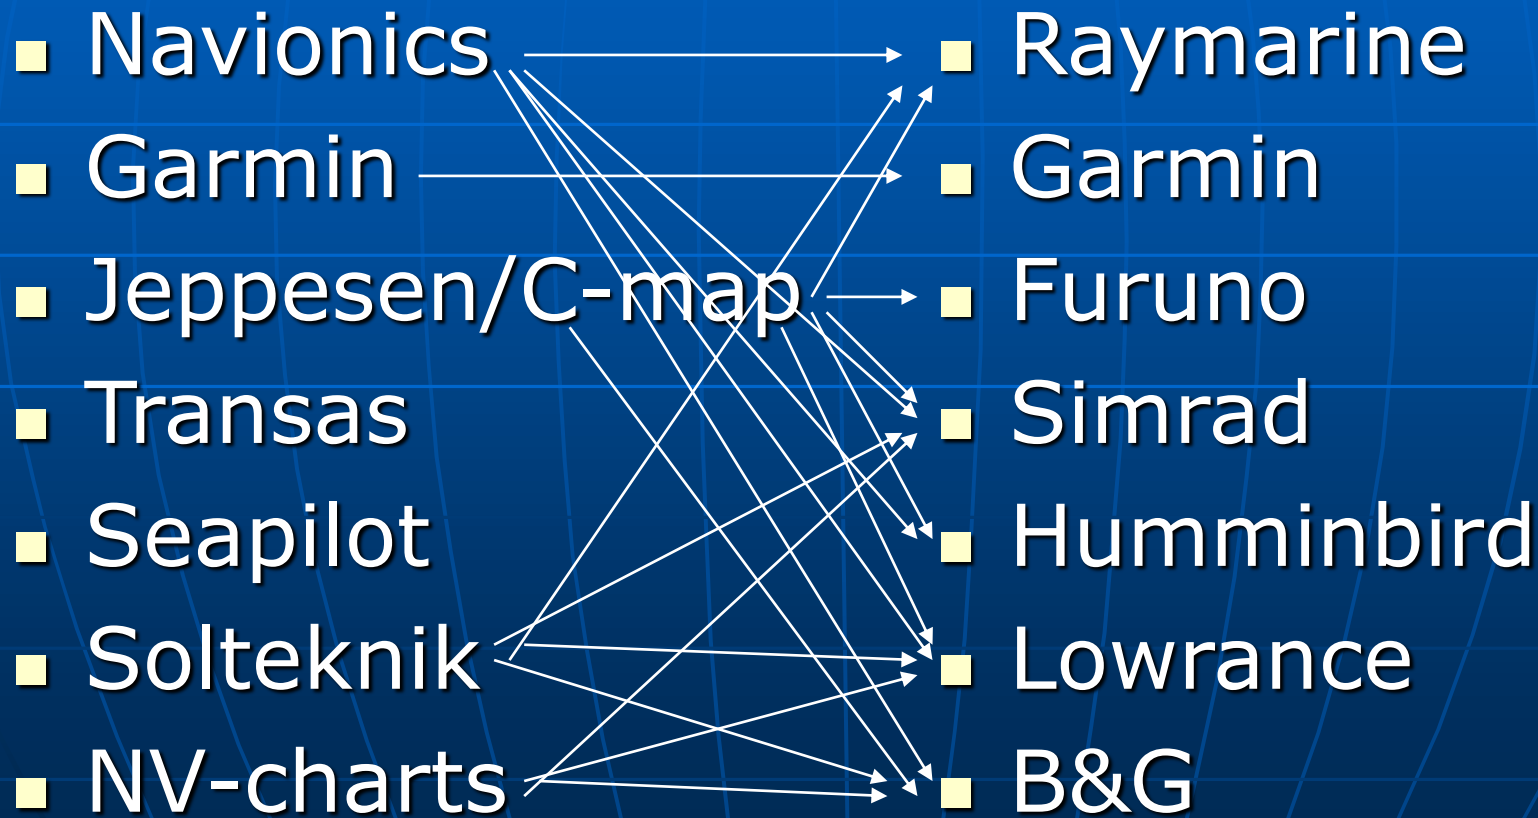 Navionics
Garmin
Jeppesen/C-map
Transas
Seapilot
Solteknik
NV-charts
Raymarine
Garmin
Furuno
Simrad
Humminbird
Lowrance
B&G